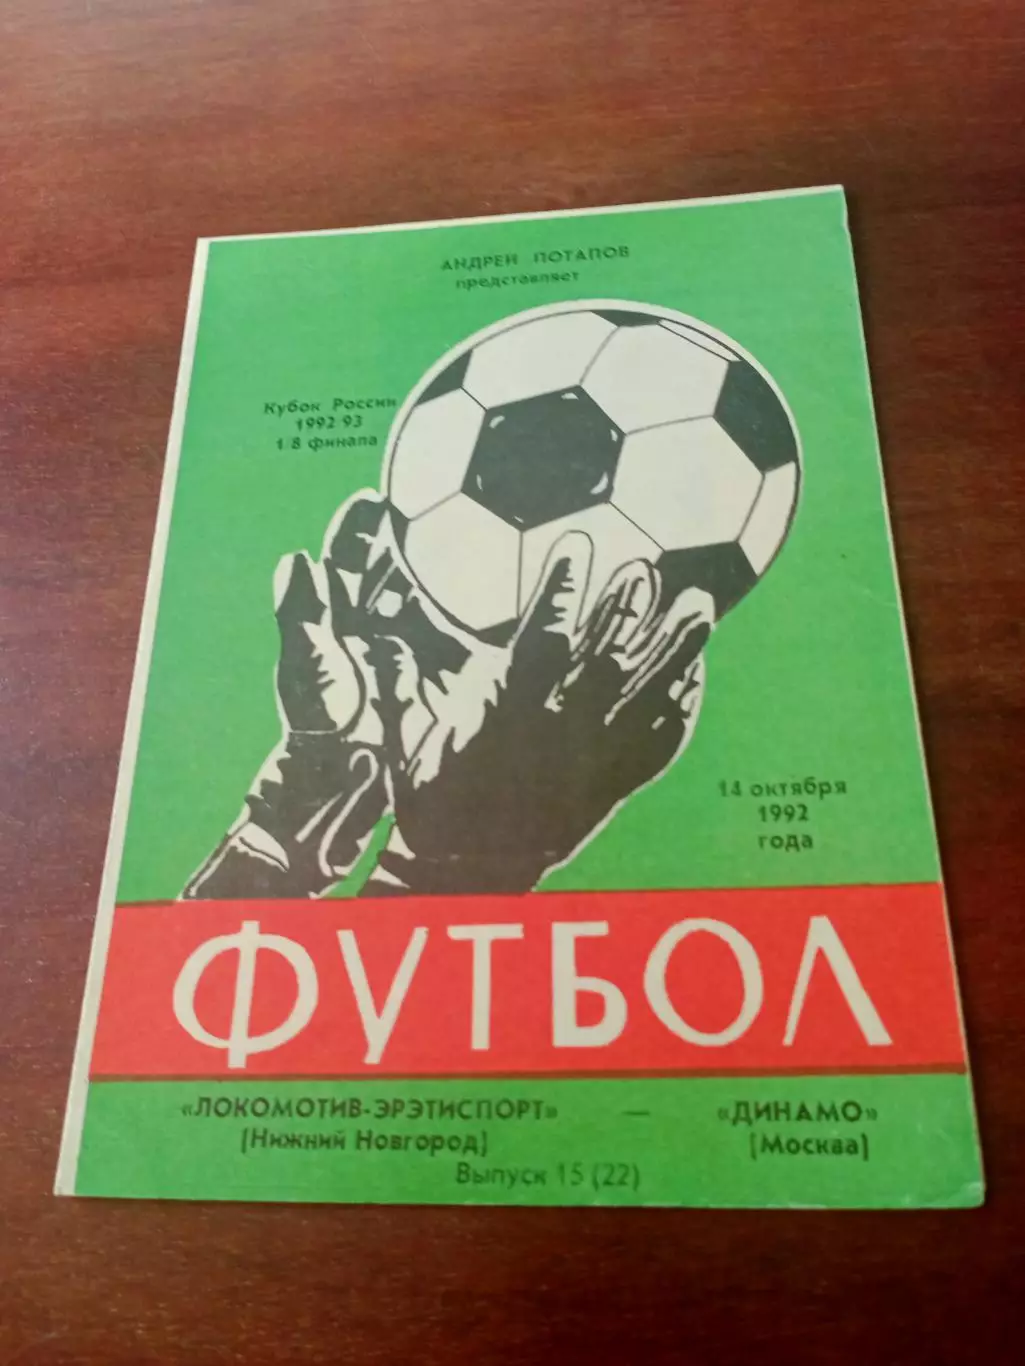 АНДРЕЙ ПОТАПОВ
представляет
Кубок России
1992/93
1/8 финала
14 октября
1992
года
ФУТБОЛ
«ЛОКОМОТИВ-ЭРЭТИСПОРТ» — «ДИНАМО»
(Нижний Новгород) (Москва)
Выпуск 15 (22)